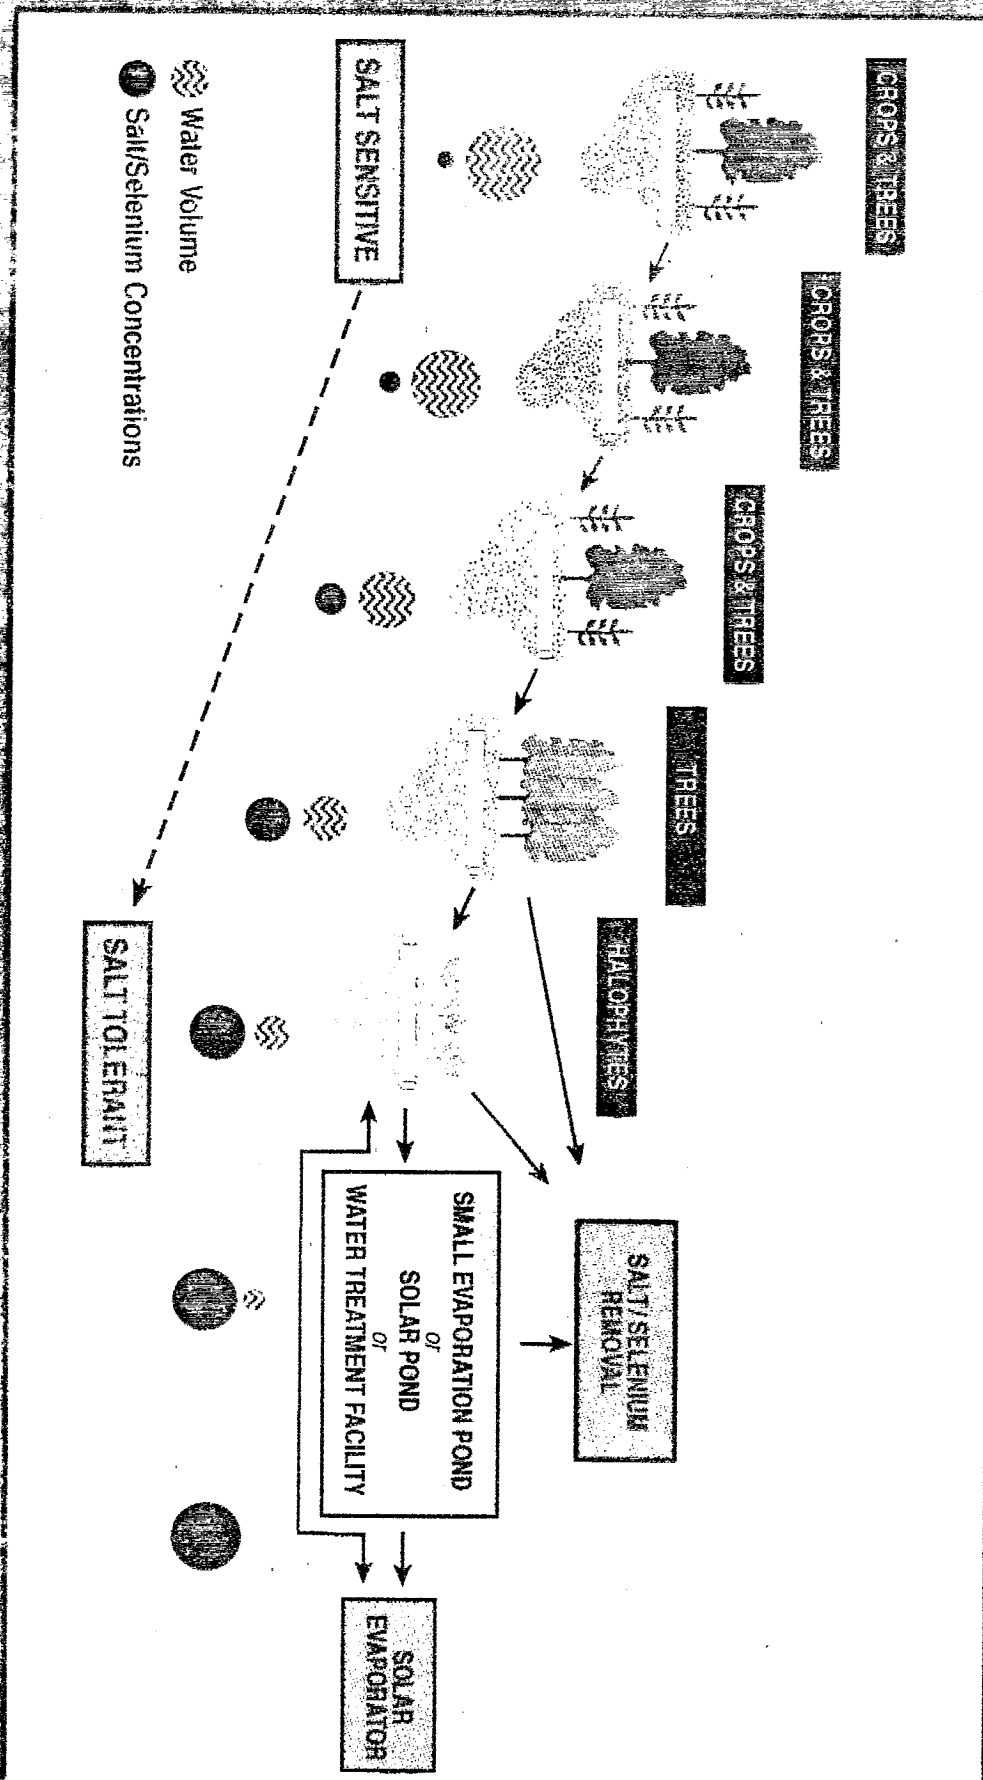 CROPS & TREES
CROPS & TREES
CROPS & TREES
TREES
HALOPHYTES
SALT/SELENIUM
REMOVAL
SMALL EVAPORATION POND
or
SOLAR POND
or
WATER TREATMENT FACILITY
SOLAR
EVAPORATOR
SALT SENSITIVE
SALT TOLERANT
Water Volume
Salt/Selenium Concentrations